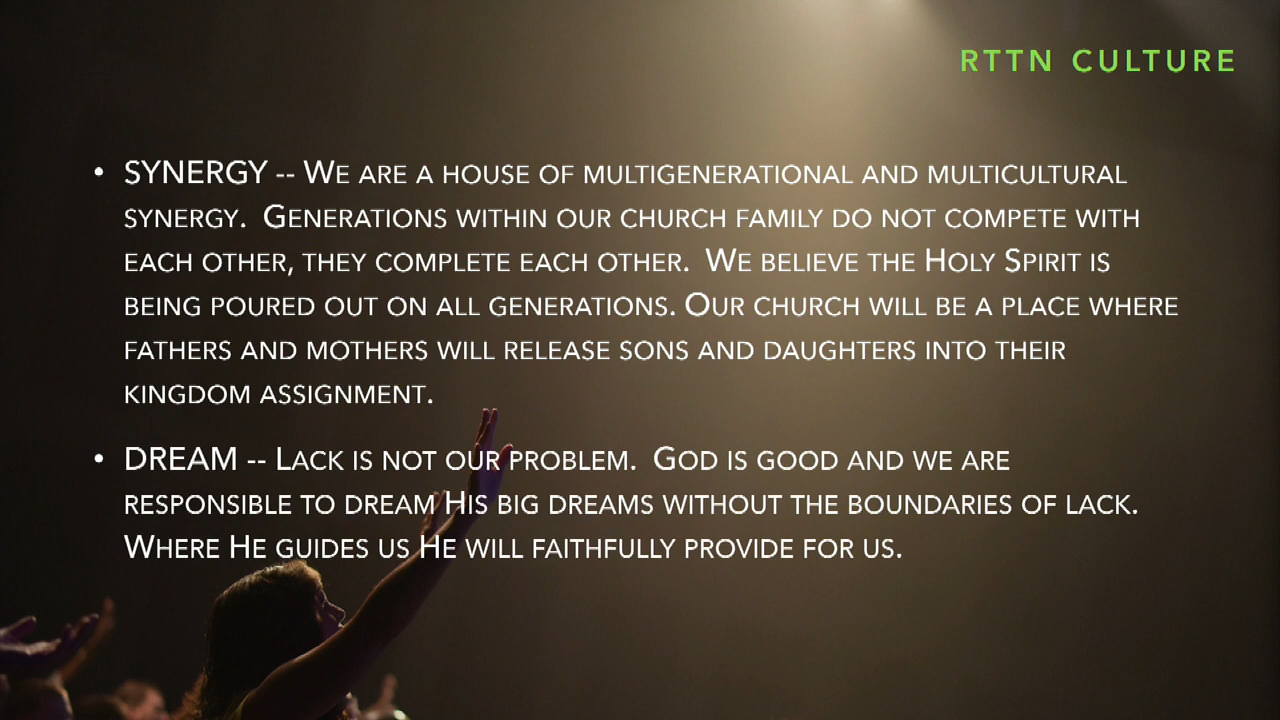 RTTN CULTURE
• SYNERGY -- WE ARE A HOUSE OF MULTIGENERATIONAL AND MULTICULTURAL
SYNERGY. GENERATIONS WITHIN OUR CHURCH FAMILY DO NOT COMPETE WITH
EACH OTHER, THEY COMPLETE EACH OTHER. WE BELIEVE THE HOLY SPIRIT IS
BEING POURED OUT ON ALL GENERATIONS. OUR CHURCH WILL BE A PLACE WHERE
FATHERS AND MOTHERS WILL RELEASE SONS AND DAUGHTERS INTO THEIR
KINGDOM ASSIGNMENT.
• DREAM -- LACK IS NOT OUR PROBLEM. GOD IS GOOD AND WE ARE
RESPONSIBLE TO DREAM HIS BIG DREAMS WITHOUT THE BOUNDARIES OF LACK.
WHERE HE GUIDES US HE WILL FAITHFULLY PROVIDE FOR US.